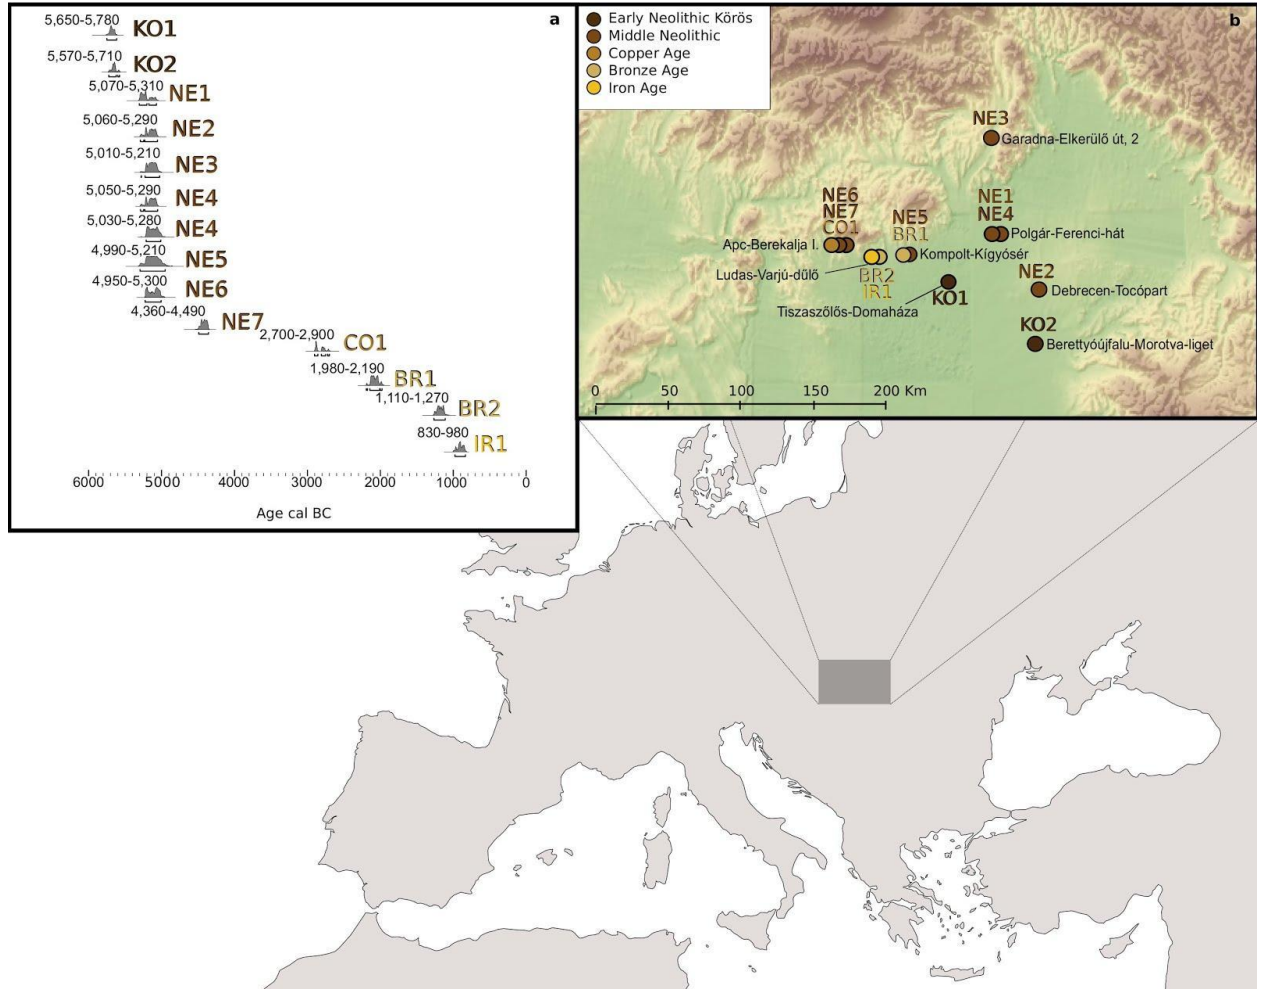 a
5,650-5,780 KO1
5,570-5,710 KO2
5,070-5,310 NE1
5,060-5,290 NE2
5,010-5,210 NE3
5,050-5,290 NE4
5,030-5,280 NE4
4,990-5,210 NE5
4,950-5,300 NE6
4,360-4,490 NE7
2,700-2,900 CO1
1,980-2,190 BR1
1,110-1,270 BR2
830-980 IR1
6000 5000 4000 3000 2000 1000 0
Age cal BC
b
Early Neolithic Körös
Middle Neolithic
Copper Age
Bronze Age
Iron Age
NE3
Garadna-Elkerülő út, 2
NE6
NE7
CO1
Apc-Berekalja I.
NE5
BR1
Kompolt-Kígyósér
NE1
NE4
Polgár-Ferenci-hát
Ludas-Varjú-dűlő
BR2
IR1
Tiszaszőlős-Domaháza
KO1
NE2
Debrecen-Tocópart
KO2
Berettyóújfalu-Morotva-liget
0 50 100 150 200 Km